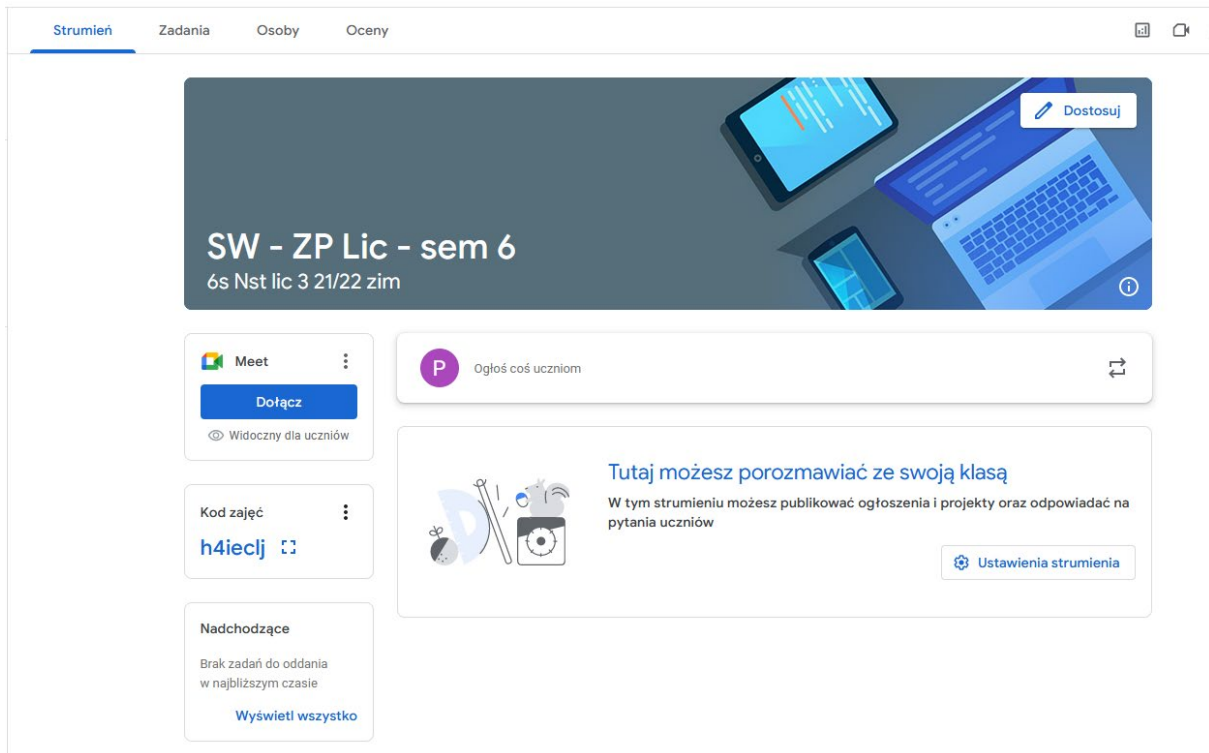 Strumień Zadania Osoby Oceny
Dostosuj
SW - ZP Lic - sem 6
6s Nst lic 3 21/22 zim
Meet
Dołącz
Widoczny dla uczniów
P Ogłoś coś uczniom
Kod zajęć
h4ieclj
Tutaj możesz porozmawiać ze swoją klasą
W tym strumieniu możesz publikować ogłoszenia i projekty oraz odpowiadać na
pytania uczniów
Ustawienia strumienia
Nadchodzące
Brak zadań do oddania
w najbliższym czasie
Wyświetl wszystko